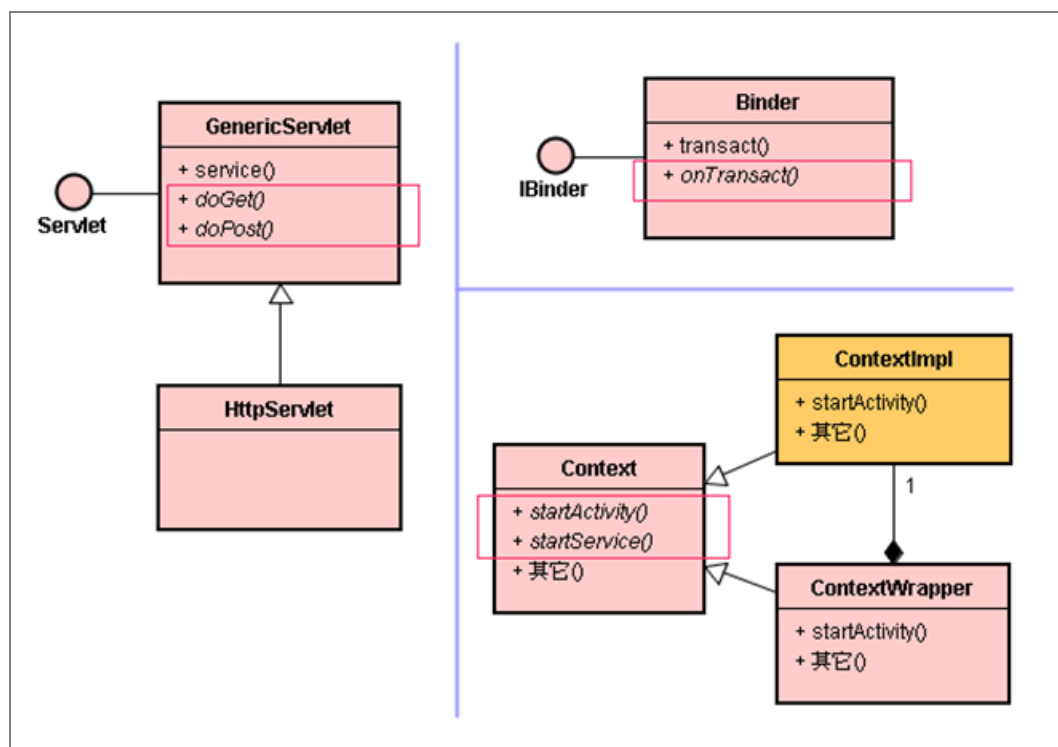 GenericServlet
+ service()
+ doGet()
+ doPost()
Servlet
HttpServlet
Binder
+ transact()
+ onTransact()
IBinder
ContextImpl
+ startActivity()
+ 其它()
1
Context
+ startActivity()
+ startService()
+ 其它()
ContextWrapper
+ startActivity()
+ 其它()